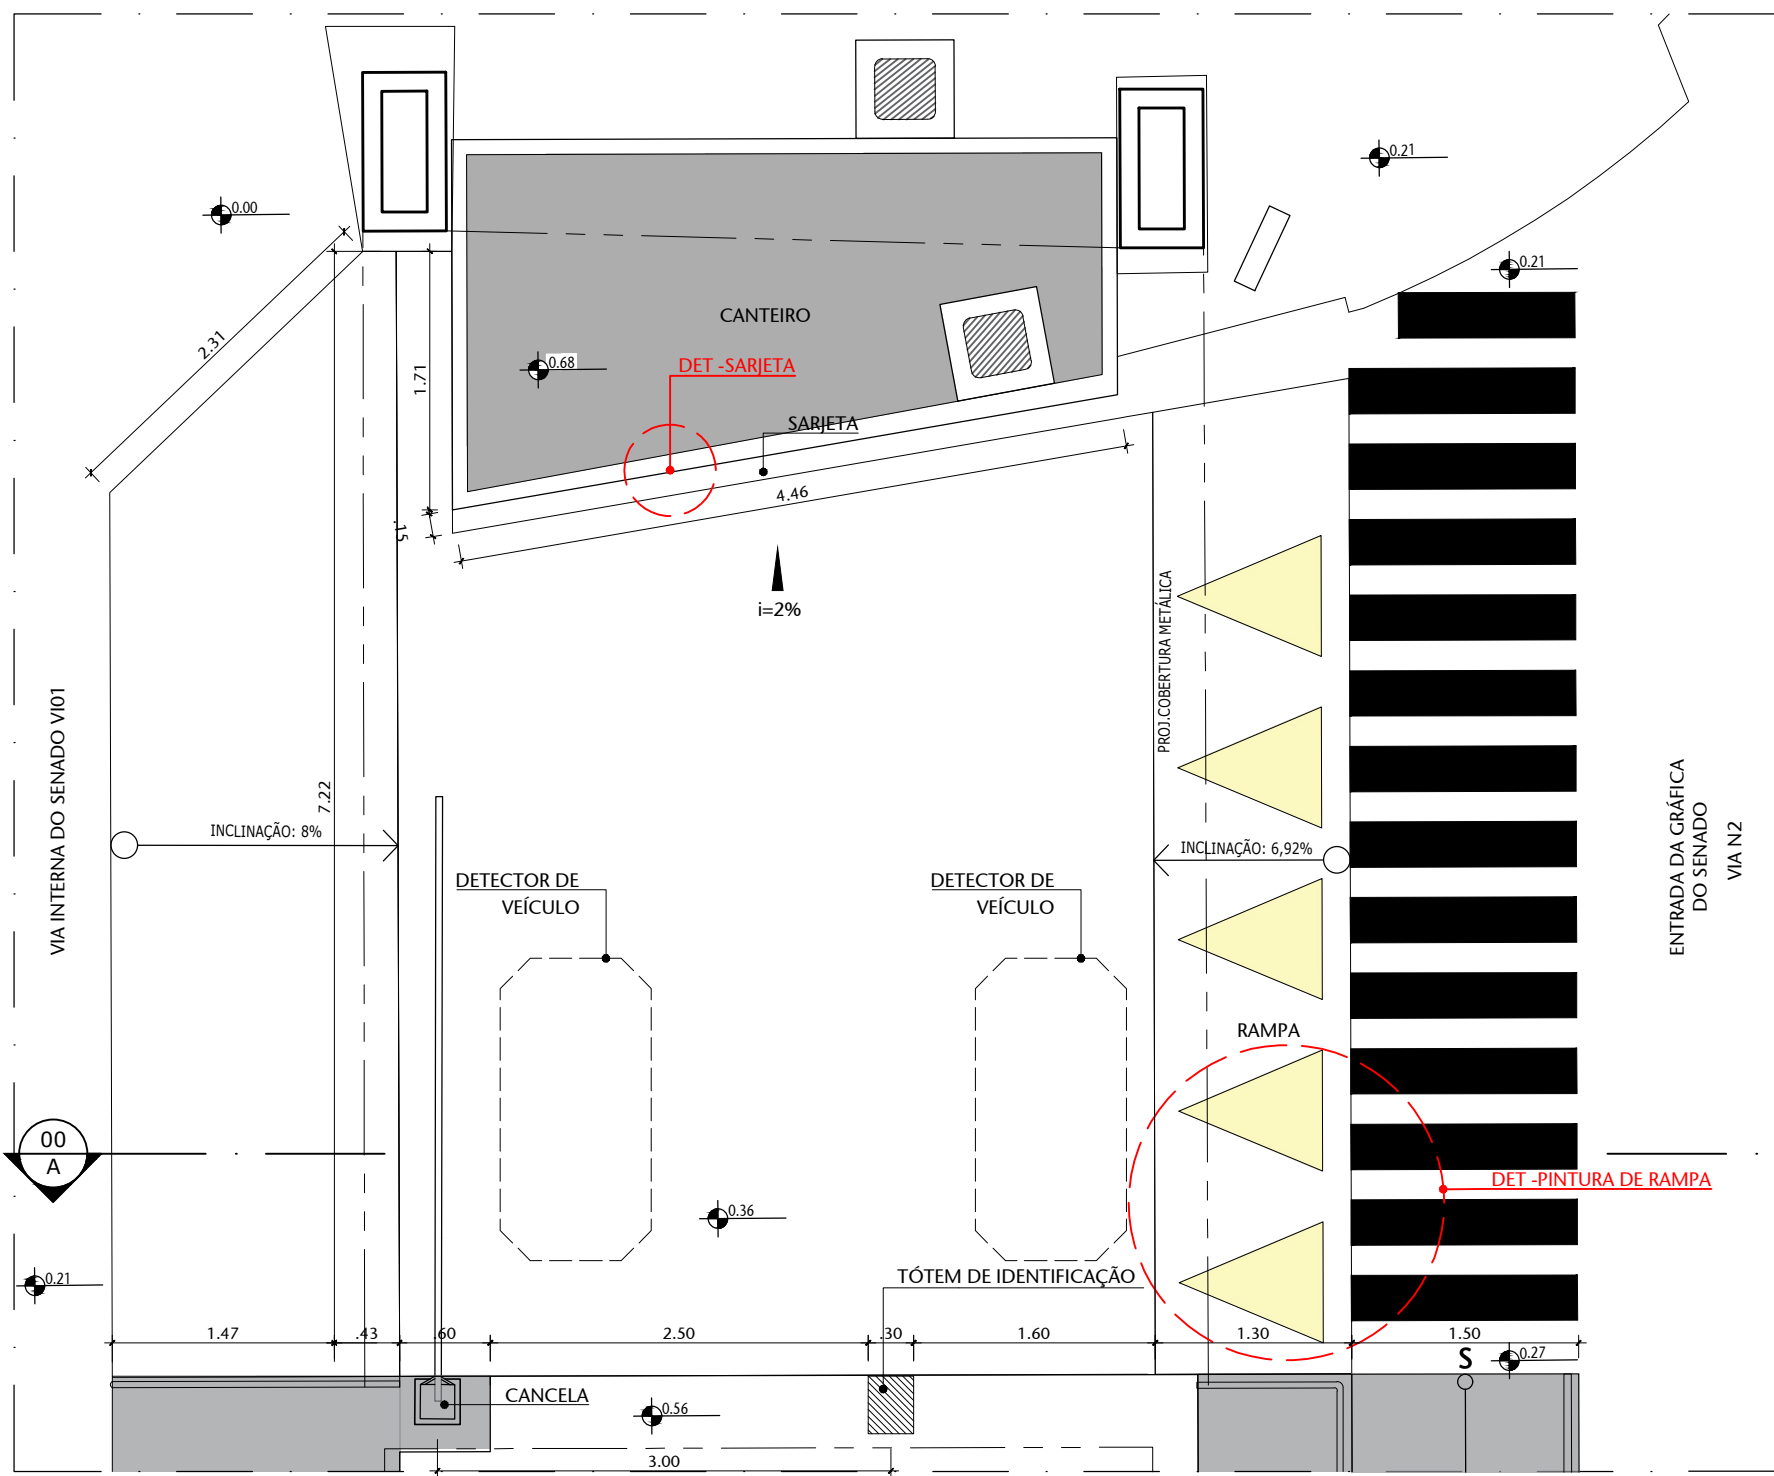 0.21
0.00
0.21
CANTEIRO
2.31
0.68
DET -SARJETA
1.71
SARJETA
4.46
.15
i=2%
PROJ.COBERTURA METÁLICA
VIA INTERNA DO SENADO VI01
7.22
INCLINAÇÃO: 8%
INCLINAÇÃO: 6,92%
ENTRADA DA GRÁFICA
DO SENADO
VIA N2
DETECTOR DE
VEÍCULO
DETECTOR DE
VEÍCULO
RAMPA
00
A
DET -PINTURA DE RAMPA
0.36
0.21
TÓTEM DE IDENTIFICAÇÃO
1.47
.43
.60
2.50
.30
1.60
1.30
1.50
S
0.27
CANCELA
0.56
3.00